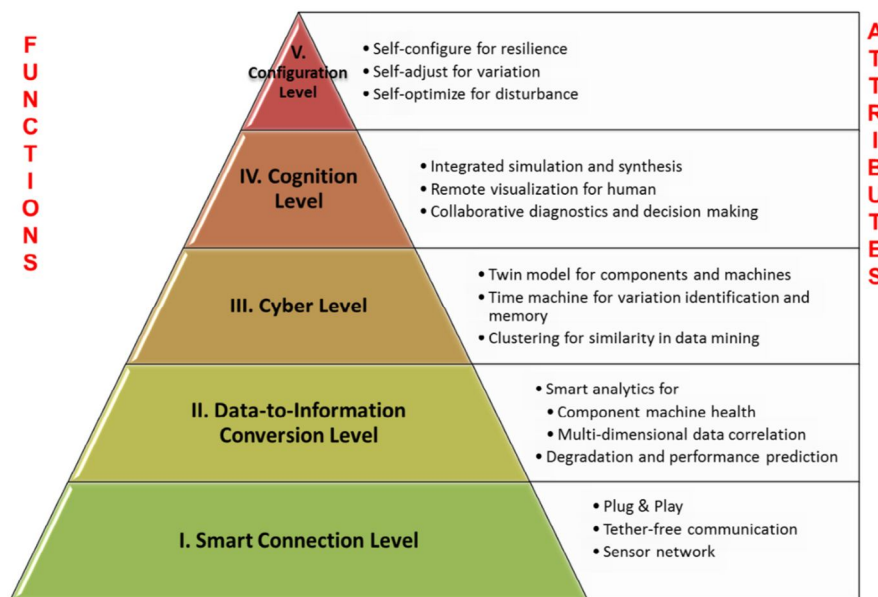 FUNCTIONS
ATTRIBUTES
V.
Configuration
Level
• Self-configure for resilience
• Self-adjust for variation
• Self-optimize for disturbance
IV. Cognition
Level
• Integrated simulation and synthesis
• Remote visualization for human
• Collaborative diagnostics and decision making
III. Cyber Level
• Twin model for components and machines
• Time machine for variation identification and
memory
• Clustering for similarity in data mining
II. Data-to-Information
Conversion Level
• Smart analytics for
• Component machine health
• Multi-dimensional data correlation
• Degradation and performance prediction
I. Smart Connection Level
• Plug & Play
• Tether-free communication
• Sensor network